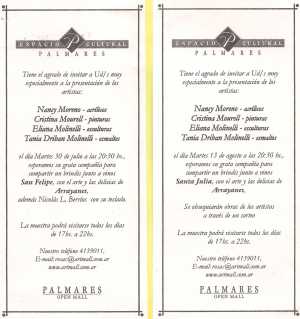 ESPACIO P CULTURAL
PALMARES
Tiene el agrado de invitar a Ud/s muy
especialmente a la presentación de los
artistas:
Nancy Moreno - acrílicos
Cristina Mourell - pinturas
Eliana Molinelli - esculturas
Tania Driban Molinelli - esmaltes
el día Martes 30 de julio a las 20:30 hs.,
esperamos su grata compañía para
compartir un brindis junto a vinos
San Felipe, con el arte y las delicias de
Arrayanes,
además Nicolás L. Berrios con su teclado.
La muestra podrá visitarse todos los días
de 17hs. a 22hs.
Nuestro teléfono 4139011,
E-mail:rosac@artmall.com.ar
www.artmall.com.ar
PALMARES
OPEN MALL
ESPACIO P CULTURAL
PALMARES
Tiene el agrado de invitar a Ud/s muy
especialmente a la presentación de los
artistas:
Nancy Moreno - acrílicos
Cristina Mourell - pinturas
Eliana Molinelli - esculturas
Tania Driban Molinelli - esmaltes
el día Martes 13 de agosto a las 20:30 hs.,
esperamos su grata compañía para
compartir un brindis junto a vinos
Santa Julia, con el arte y las delicias de
Arrayanes.
Se obsequiarán obras de los artistas
a través de un sorteo
La muestra podrá visitarse todos los días
de 17hs. a 22hs.
Nuestro teléfono 4139011,
E-mail:rosac@artmall.com.ar
www.artmall.com.ar
PALMARES
OPEN MALL